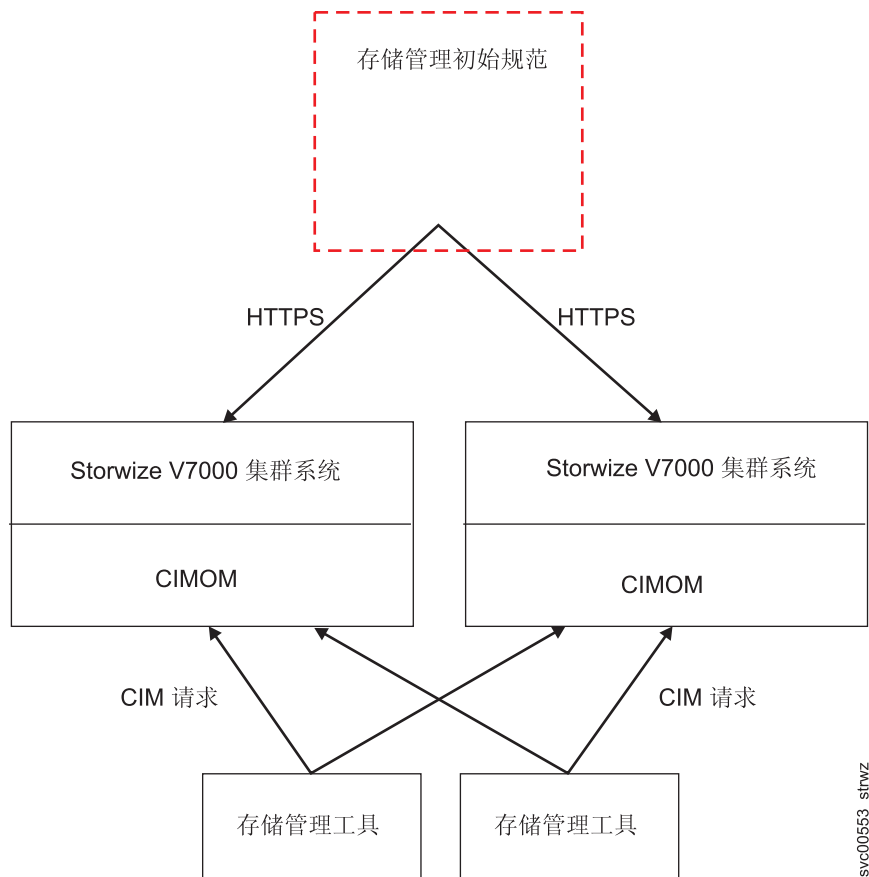 存储管理初始规范
HTTPS
HTTPS
Storwize V7000 集群系统
Storwize V7000 集群系统
CIMOM
CIMOM
CIM 请求
CIM 请求
存储管理工具
存储管理工具
svc00553 strwz